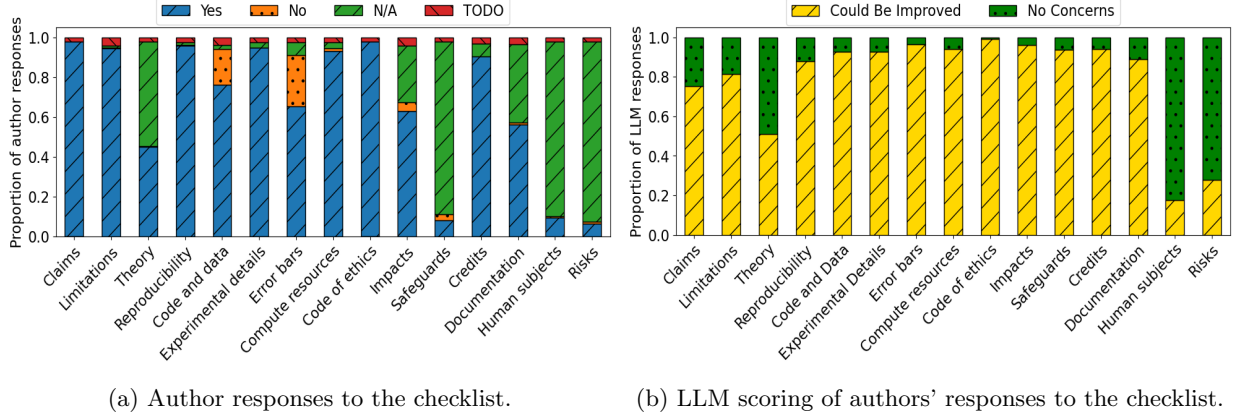 Yes No N/A TODO
Proportion of author responses
1.0
0.8
0.6
0.4
0.2
0.0
Claims
Limitations
Theory
Reproducibility
Code and data
Experimental details
Error bars
Compute resources
Code of ethics
Impacts
Safeguards
Credits
Documentation
Human subjects
Risks
(a) Author responses to the checklist.
Could Be Improved No Concerns
Proportion of LLM responses
1.0
0.8
0.6
0.4
0.2
0.0
Claims
Limitations
Theory
Reproducibility
Code and Data
Experimental Details
Error bars
Compute resources
Code of ethics
Impacts
Safeguards
Credits
Documentation
Human subjects
Risks
(b) LLM scoring of authors' responses to the checklist.